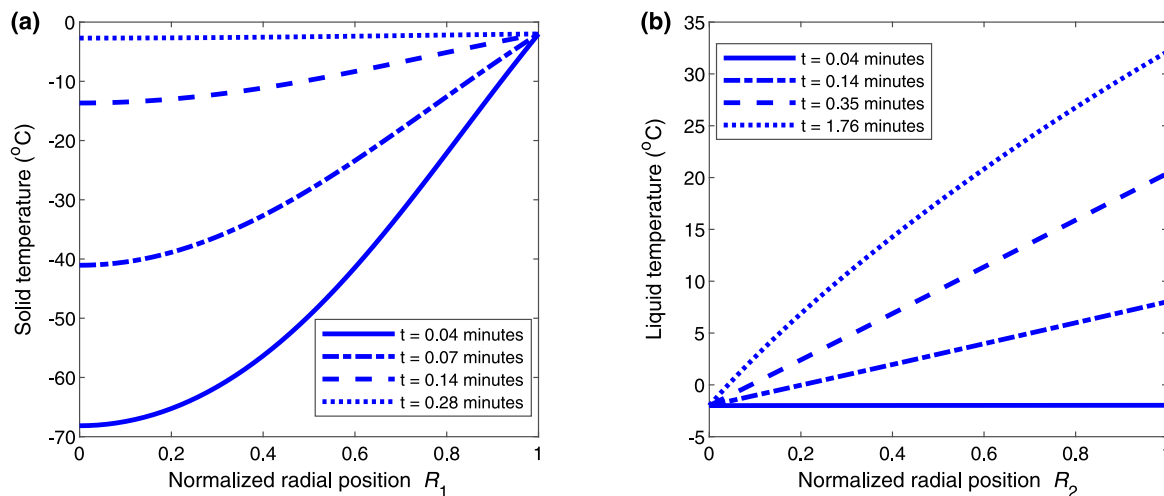 (a)
0
-10
-20
-30
-40
-50
-60
-70
Solid temperature (°C)
t = 0.04 minutes
t = 0.07 minutes
t = 0.14 minutes
t = 0.28 minutes
0 0.2 0.4 0.6 0.8 1
Normalized radial position R1
(b)
35
30
25
20
15
10
5
0
-5
Liquid temperature (°C)
t = 0.04 minutes
t = 0.14 minutes
t = 0.35 minutes
t = 1.76 minutes
0 0.2 0.4 0.6 0.8 1
Normalized radial position R2